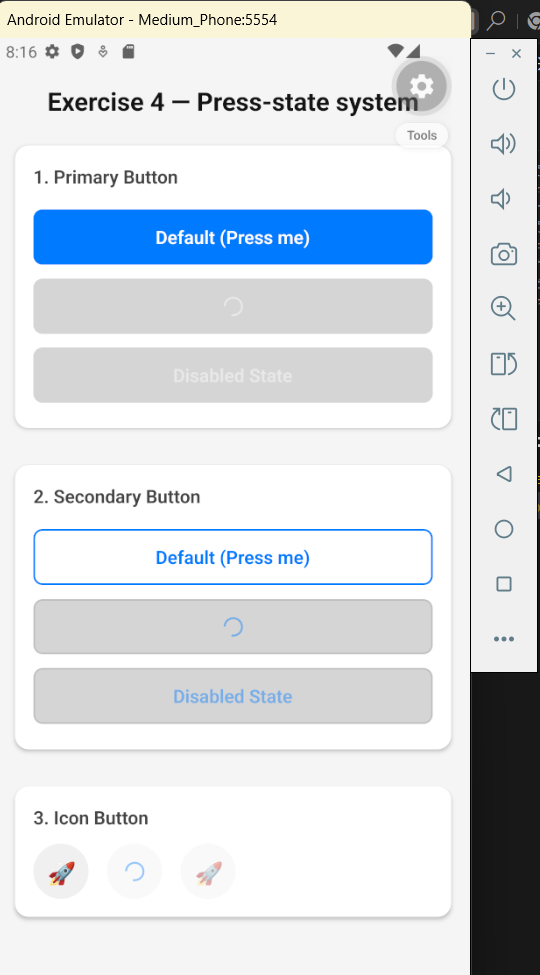 Android Emulator - Medium_Phone:5554
8:16
Exercise 4 — Press-state system
Tools
1. Primary Button
Default (Press me)
Disabled State
2. Secondary Button
Default (Press me)
Disabled State
3. Icon Button